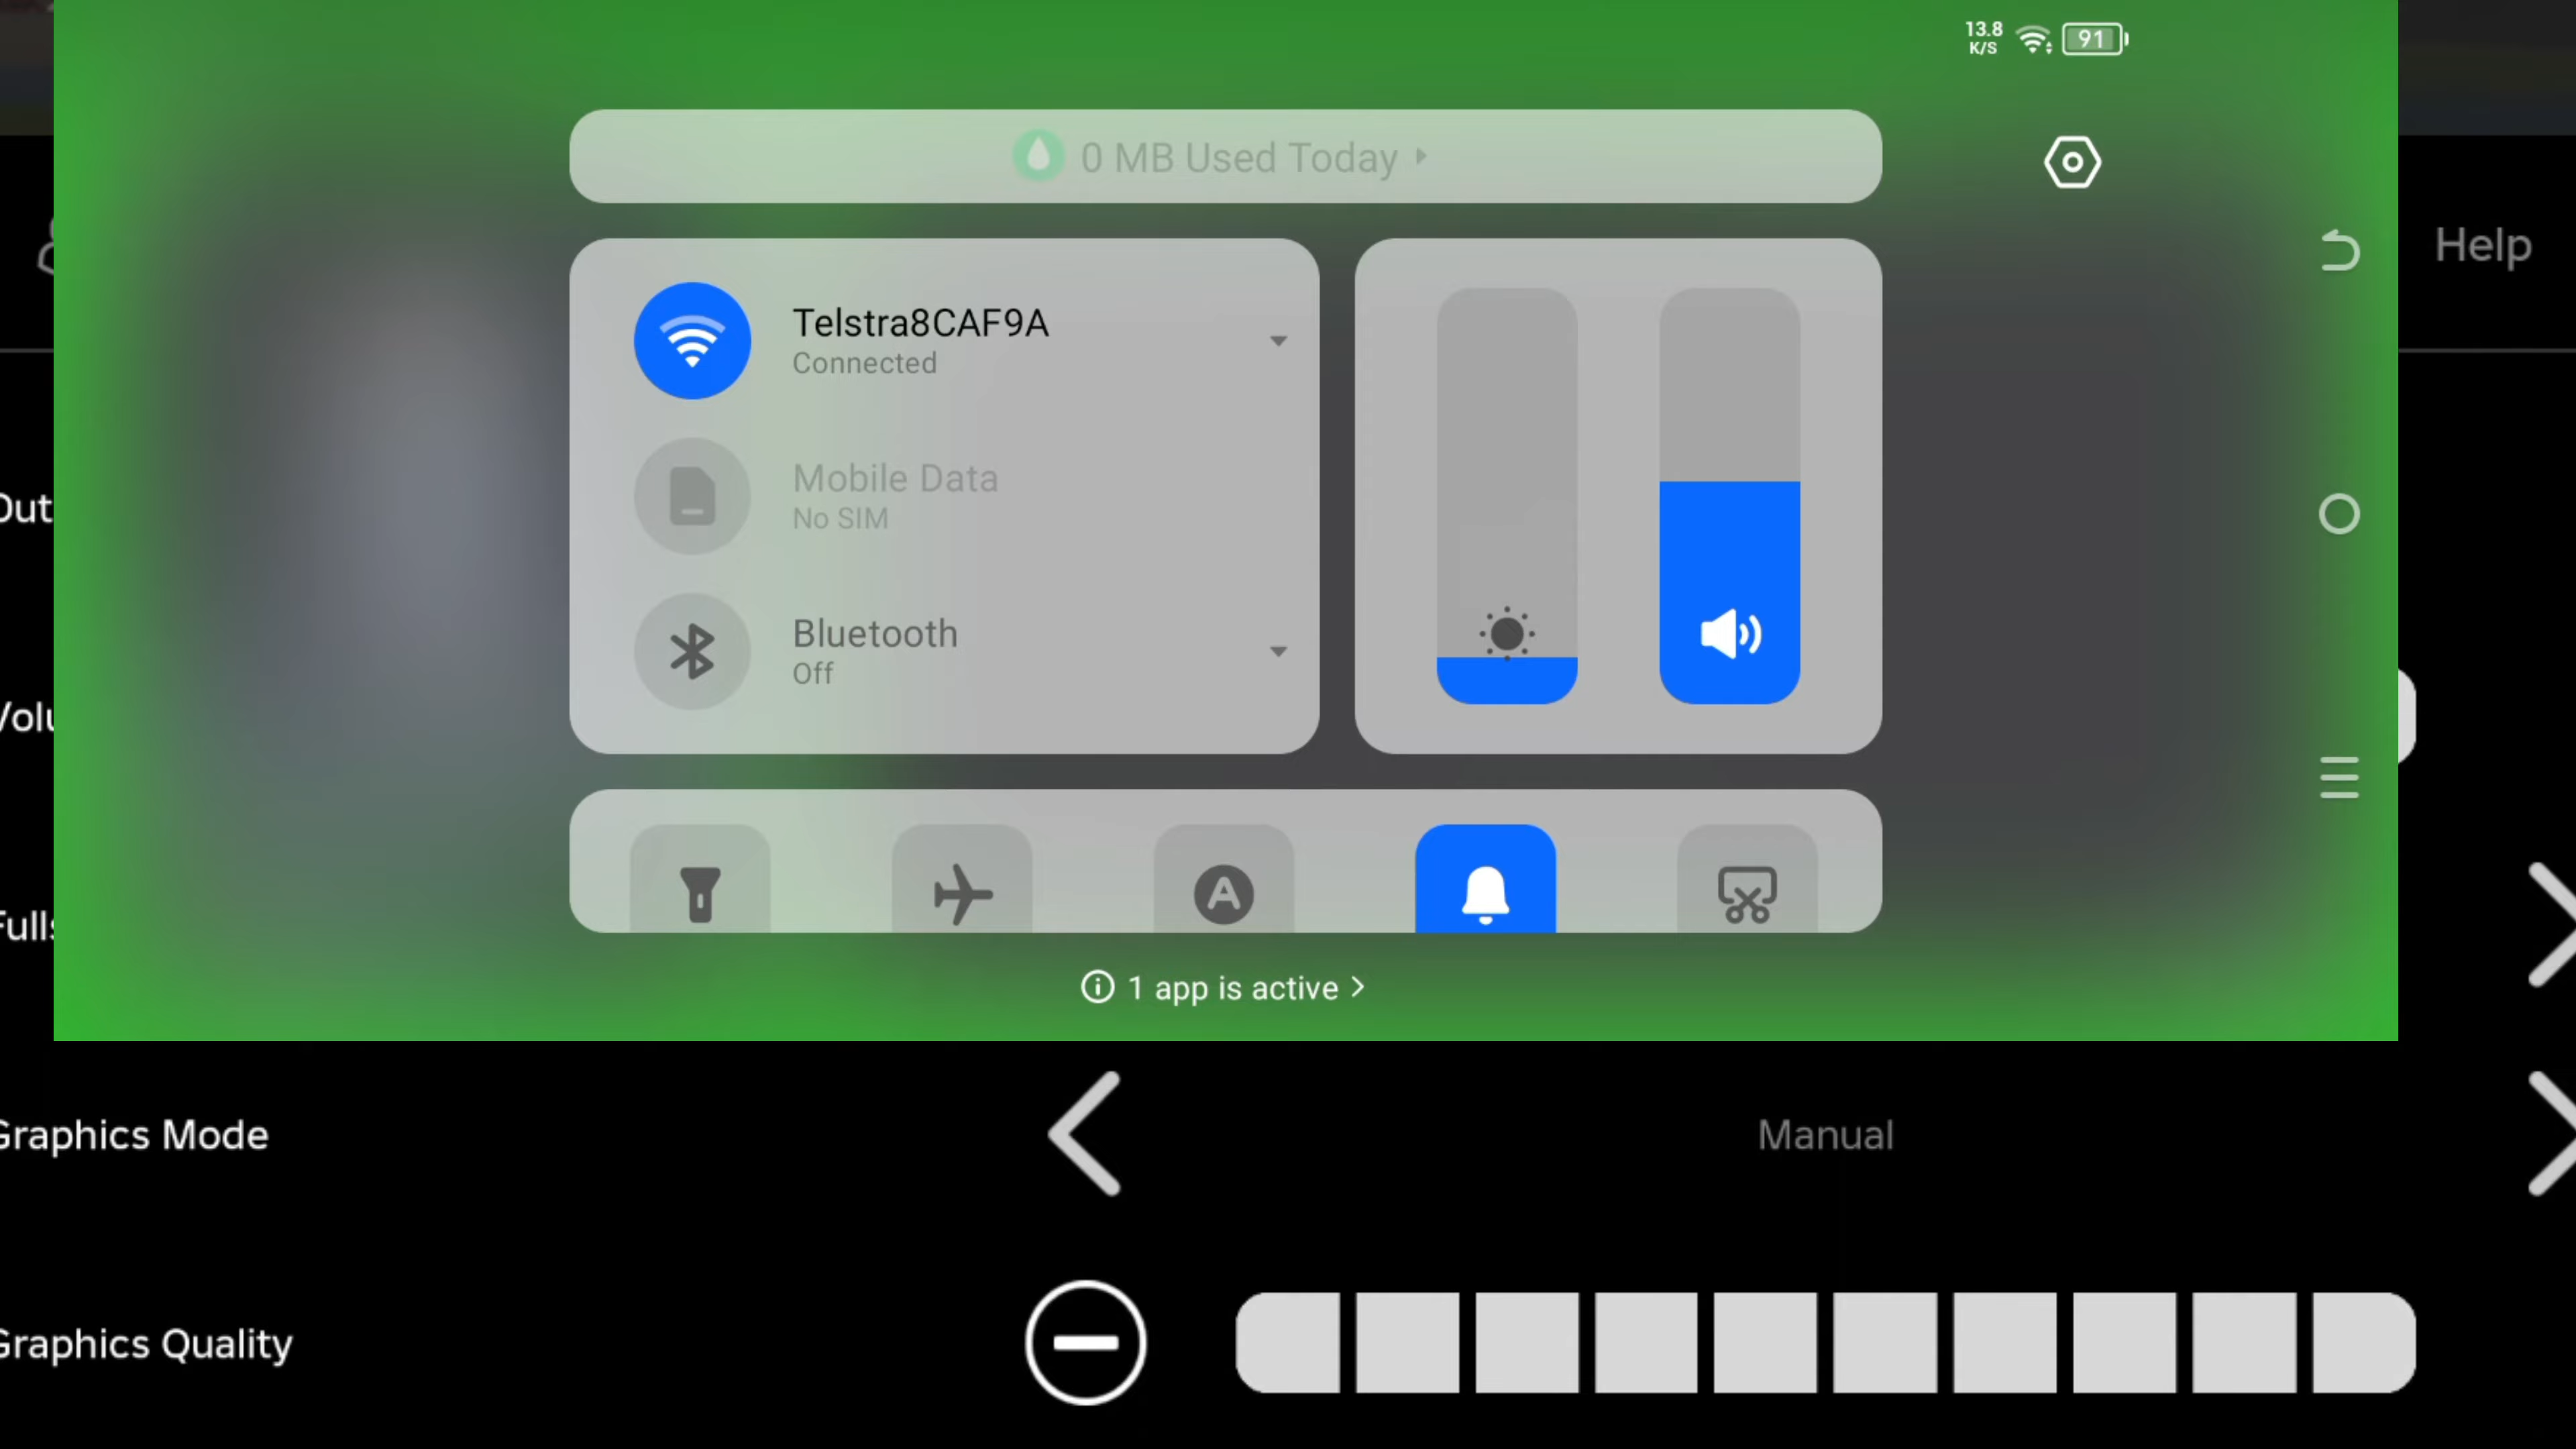 13.8
K/S
91
0 MB Used Today
Help
Telstra8CAF9A
Connected
Mobile Data
No SIM
Bluetooth
Off
A
1 app is active
Graphics Mode
Manual
Graphics Quality